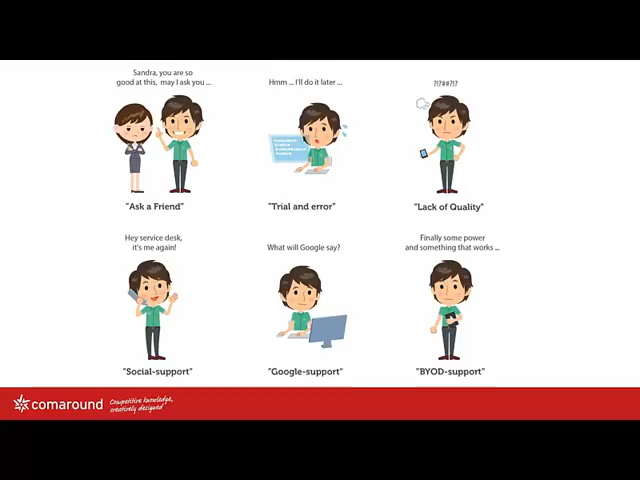 Sandra, you are so
good at this, may I ask you ...
Hmm ... I'll do it later ...
?!?##?!?
"Ask a Friend"
"Trial and error"
"Lack of Quality"
Hey service desk,
it's me again!
What will Google say?
Finally some power
and something that works ...
"Social-support"
"Google-support"
"BYOD-support"
comaround
Competitive knowledge,
creatively designed